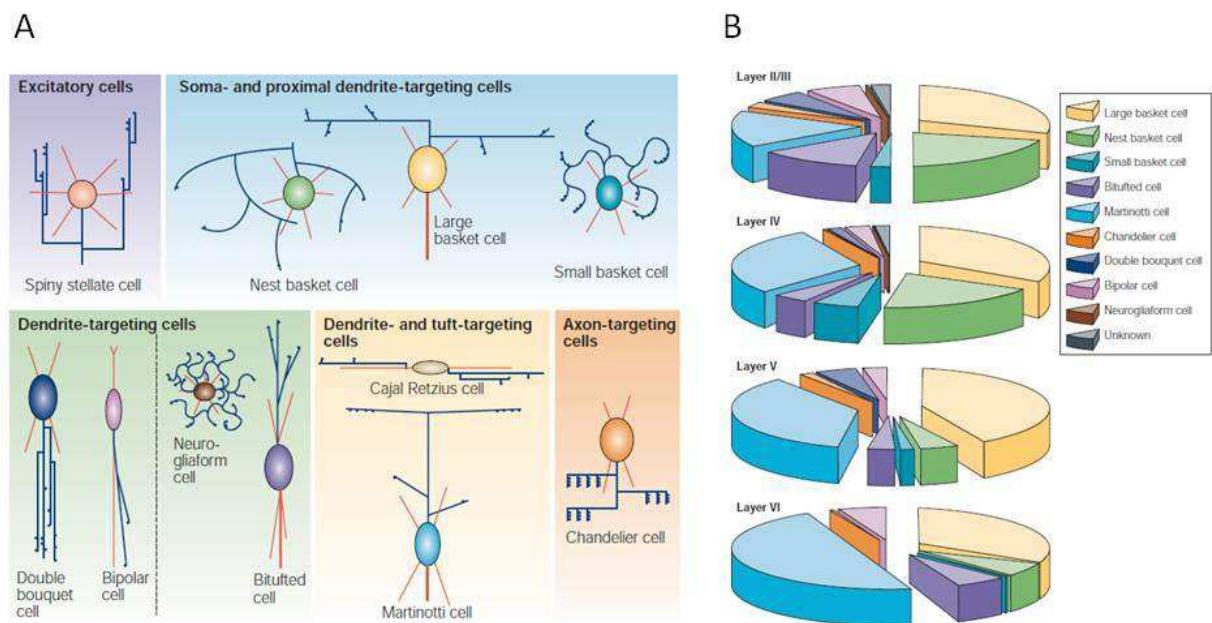 A
B
Excitatory cells
Spiny stellate cell
Soma- and proximal dendrite-targeting cells
Nest basket cell
Large
basket cell
Small basket cell
Dendrite-targeting cells
Double
bouquet
cell
Bipolar
cell
Neuro-
gliaform
cell
Bitufted
cell
Dendrite- and tuft-targeting
cells
Cajal Retzius cell
Martinotti cell
Axon-targeting
cells
Chandelier cell
Layer II/III
Layer IV
Layer V
Layer VI
Large basket cell
Nest basket cell
Small basket cell
Bitufted cell
Martinotti cell
Chandelier cell
Double bouquet cell
Bipolar cell
Neurogliaform cell
Unknown